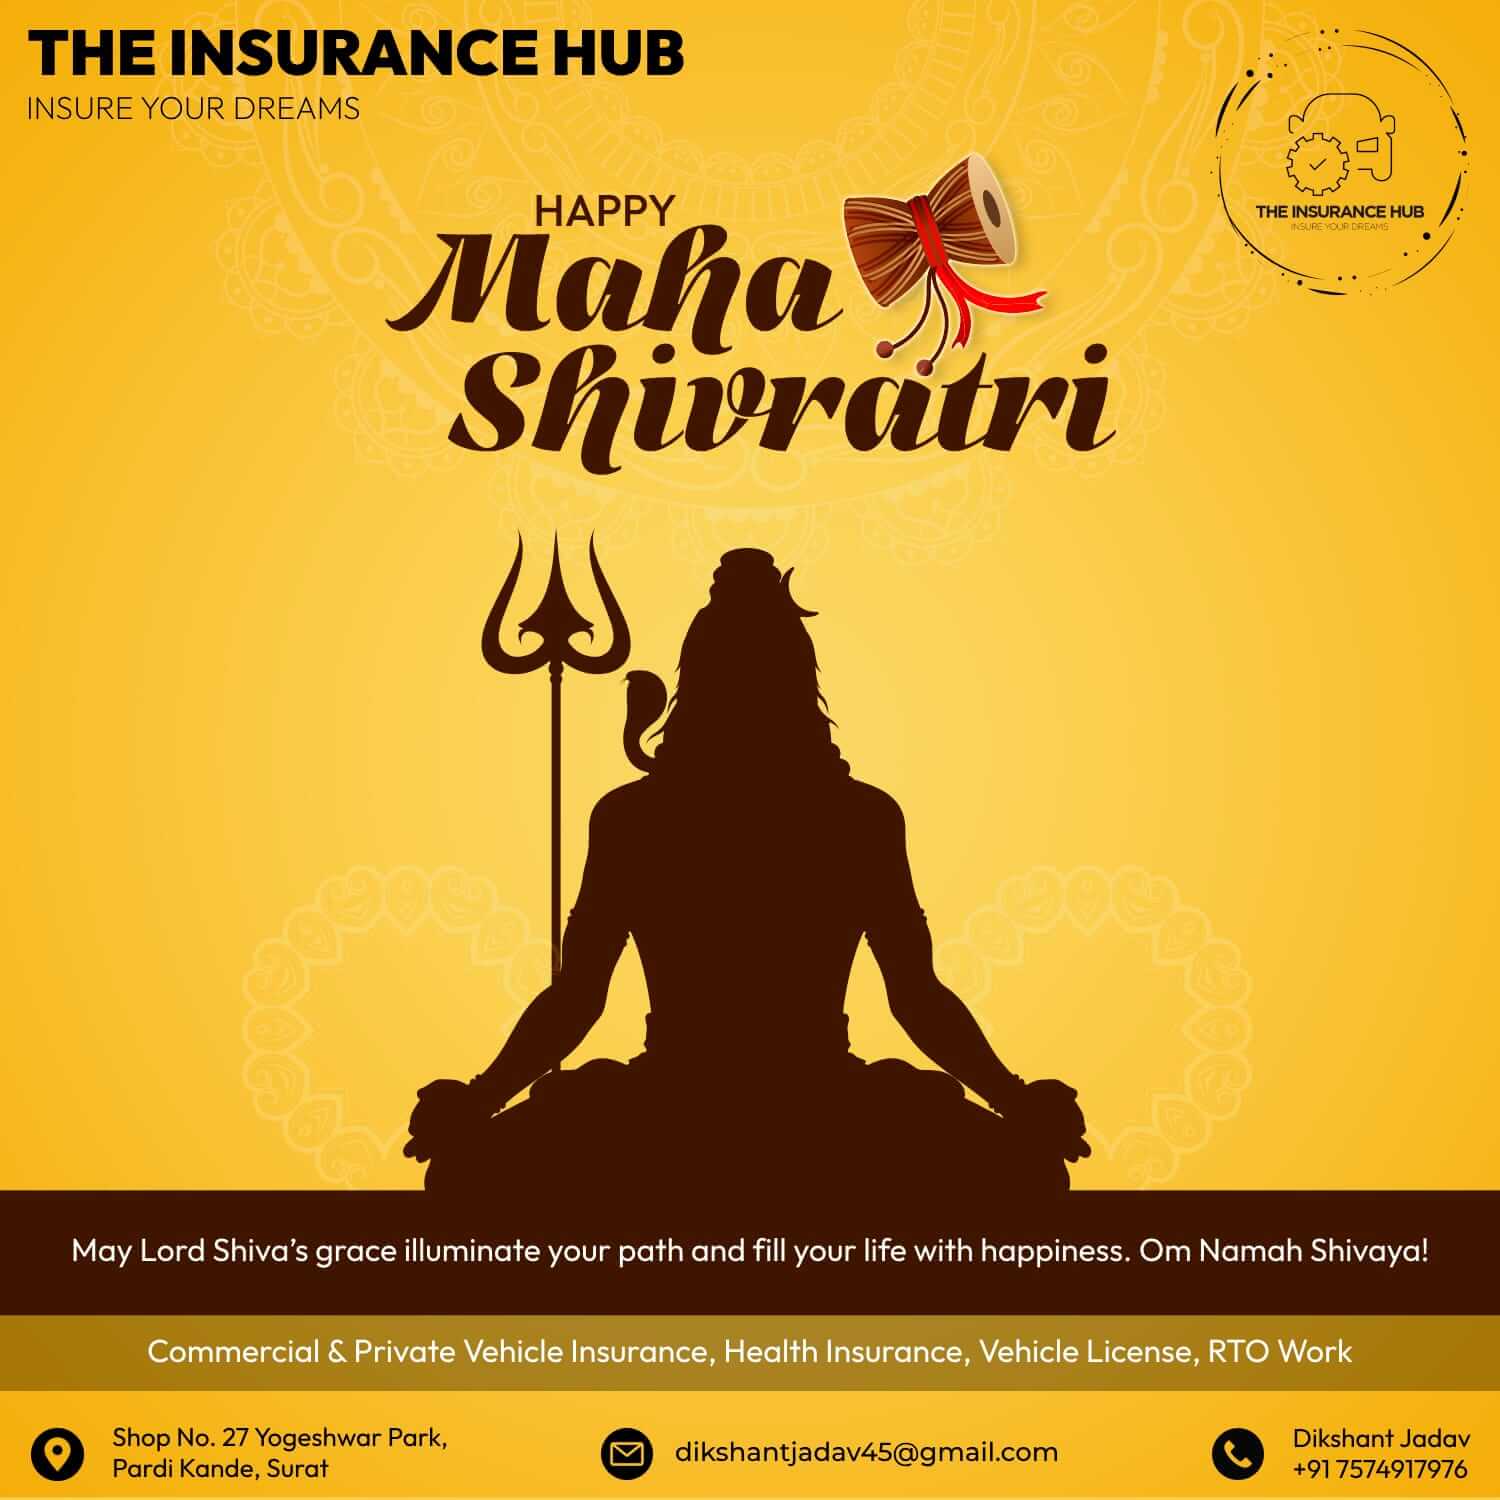 THE INSURANCE HUB
INSURE YOUR DREAMS
THE INSURANCE HUB
INSURE YOUR DREAMS
HAPPY
Maha
Shivratri
May Lord Shiva’s grace illuminate your path and fill your life with happiness. Om Namah Shivaya!
Commercial & Private Vehicle Insurance, Health Insurance, Vehicle License, RTO Work
Shop No. 27 Yogeshwar Park,
Pardi Kande, Surat
dikshantjadav45@gmail.com
Dikshant Jadav
+91 7574917976